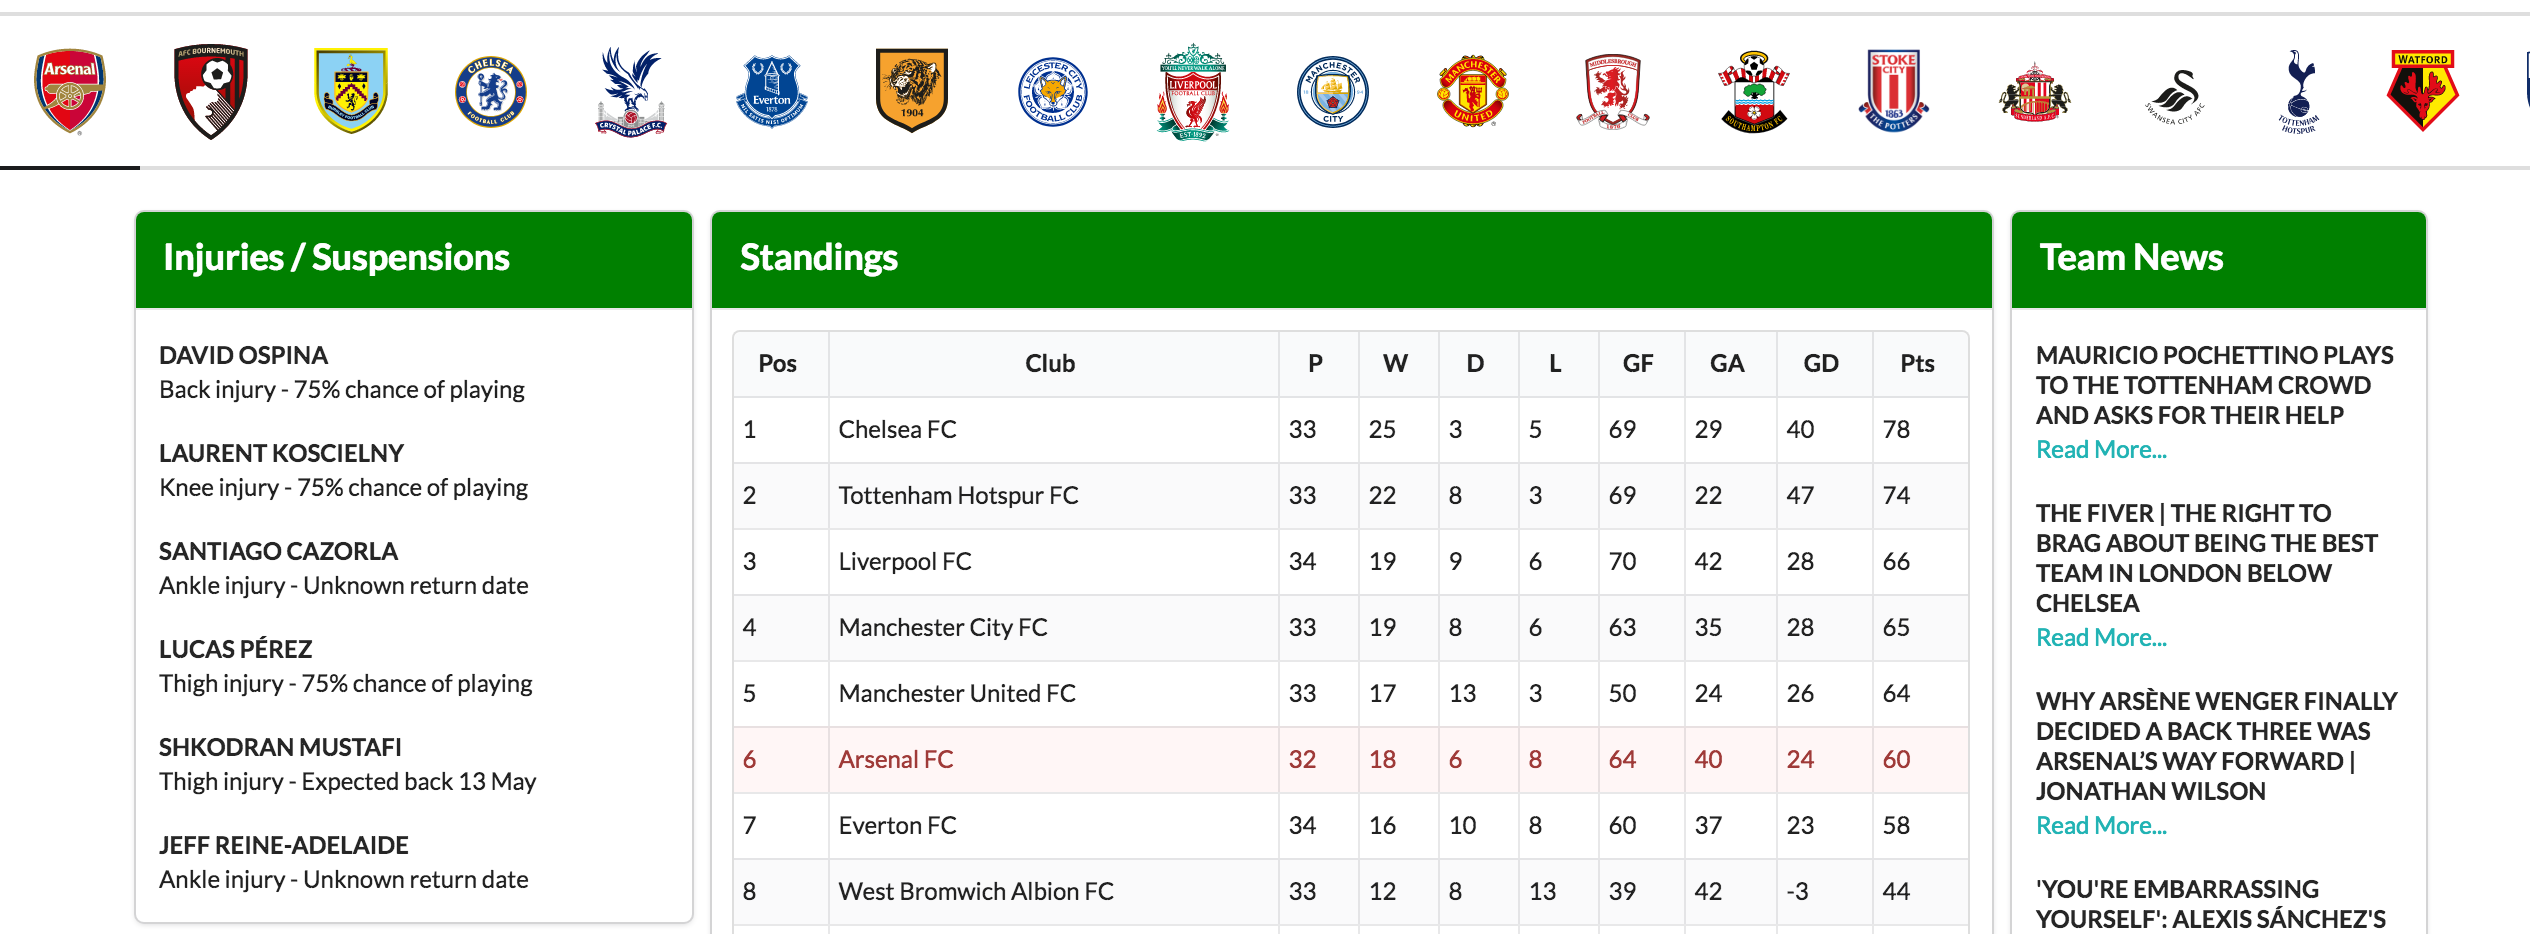 Arsenal
AFC BOURNEMOUTH
CHELSEA
FOOTBALL CLUB
CRYSTAL PALACE F.C.
Everton
1878
1904
LEICESTER CITY
FOOTBALL CLUB
YOU'LL NEVER WALK ALONE
LIVERPOOL
FOOTBALL CLUB
EST·1892
MANCHESTER
CITY
MANCHESTER
UNITED
MIDDLESBROUGH
SOUTHAMPTON FC
STOKE
CITY
1863
THE POTTERS
SWANSEA CITY AFC
TOTTENHAM
HOTSPUR
WATFORD
Injuries / Suspensions
DAVID OSPINA
Back injury - 75% chance of playing
LAURENT KOSCIELNY
Knee injury - 75% chance of playing
SANTIAGO CAZORLA
Ankle injury - Unknown return date
LUCAS PÉREZ
Thigh injury - 75% chance of playing
SHKODRAN MUSTAFI
Thigh injury - Expected back 13 May
JEFF REINE-ADELAIDE
Ankle injury - Unknown return date
Standings
Pos Club P W D L GF GA GD Pts
1 Chelsea FC 33 25 3 5 69 29 40 78
2 Tottenham Hotspur FC 33 22 8 3 69 22 47 74
3 Liverpool FC 34 19 9 6 70 42 28 66
4 Manchester City FC 33 19 8 6 63 35 28 65
5 Manchester United FC 33 17 13 3 50 24 26 64
6 Arsenal FC 32 18 6 8 64 40 24 60
7 Everton FC 34 16 10 8 60 37 23 58
8 West Bromwich Albion FC 33 12 8 13 39 42 -3 44
Team News
MAURICIO POCHETTINO PLAYS
TO THE TOTTENHAM CROWD
AND ASKS FOR THEIR HELP
Read More...
THE FIVER | THE RIGHT TO
BRAG ABOUT BEING THE BEST
TEAM IN LONDON BELOW
CHELSEA
Read More...
WHY ARSÈNE WENGER FINALLY
DECIDED A BACK THREE WAS
ARSENAL'S WAY FORWARD |
JONATHAN WILSON
Read More...
'YOU'RE EMBARRASSING
YOURSELF': ALEXIS SÁNCHEZ'S